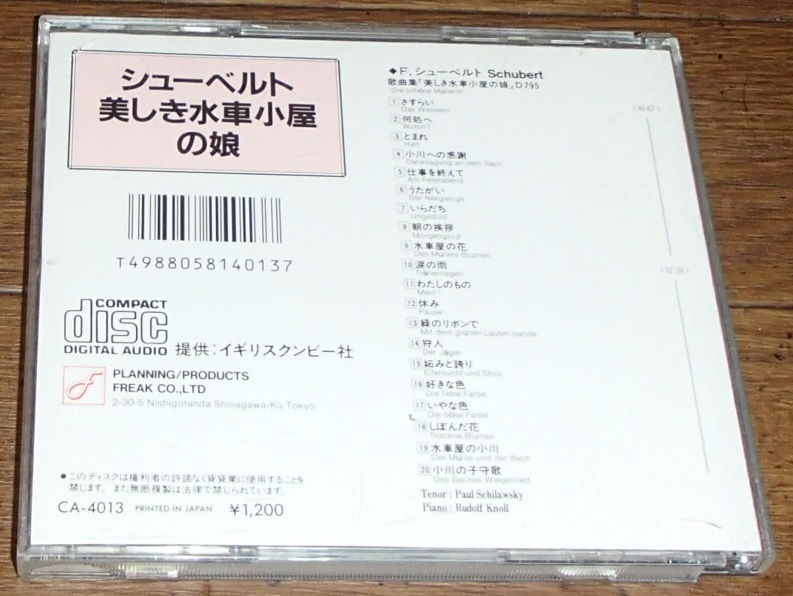 シューベルト
美しき水車小屋
の娘
T4988058140137
COMPACT
disc
DIGITAL AUDIO
提供:イギリスクンビー社
PLANNING/PRODUCTS
FREAK CO.,LTD
2-30-5 Nishigotanda Shinagawa-Ku Tokyo
●このディスクは権利者の許諾なく賃貸業に使用することを
禁じます。また無断複製は法律で禁じられています。
CA-4013 PRINTED IN JAPAN ¥1,200
◆F. シューベルト Schubert
歌曲集「美しき水車小屋の娘」D795
"Die schöne Müllerin"
1 さすらい
Das Wandern
2 何処へ
Wohin?
3 とまれ
Halt
4 小川への感謝
Danksagung an dem Bach
5 仕事を終えて
Am Feierabend
6 うたがい
Der Neugierige
7 いらだち
Ungeduld
8 朝の挨拶
Morgengruß
9 水車屋の花
Des Müllers Blumen
10 涙の雨
Tränenregen
11 わたしのもの
Mein!
12 休み
Pause
13 緑のリボンで
Mit dem grünen Lauten bande
14 狩人
Der Jäger
15 妬みと誇り
Eifersucht und Stolz
16 好きな色
Die liebe Farbe
17 いやな色
Die böse Farbe
18 しぼんだ花
Trockne Blumen
19 水車屋の小川
Der Müller und der Bach
20 小川の子守歌
Des Baches Wiegenlied
Tenor : Paul Schilawsky
Piano : Rudolf Knoll